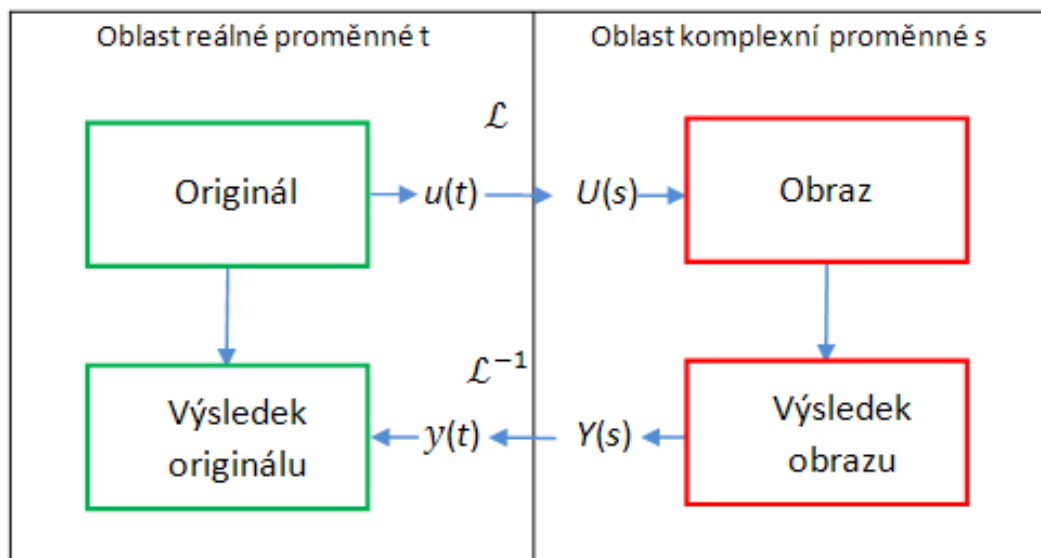 Oblast reálné proměnné t
Oblast komplexní proměnné s
ℒ
Originál
u(t)
U(s)
Obraz
ℒ⁻¹
Výsledek
originálu
y(t)
Y(s)
Výsledek
obrazu